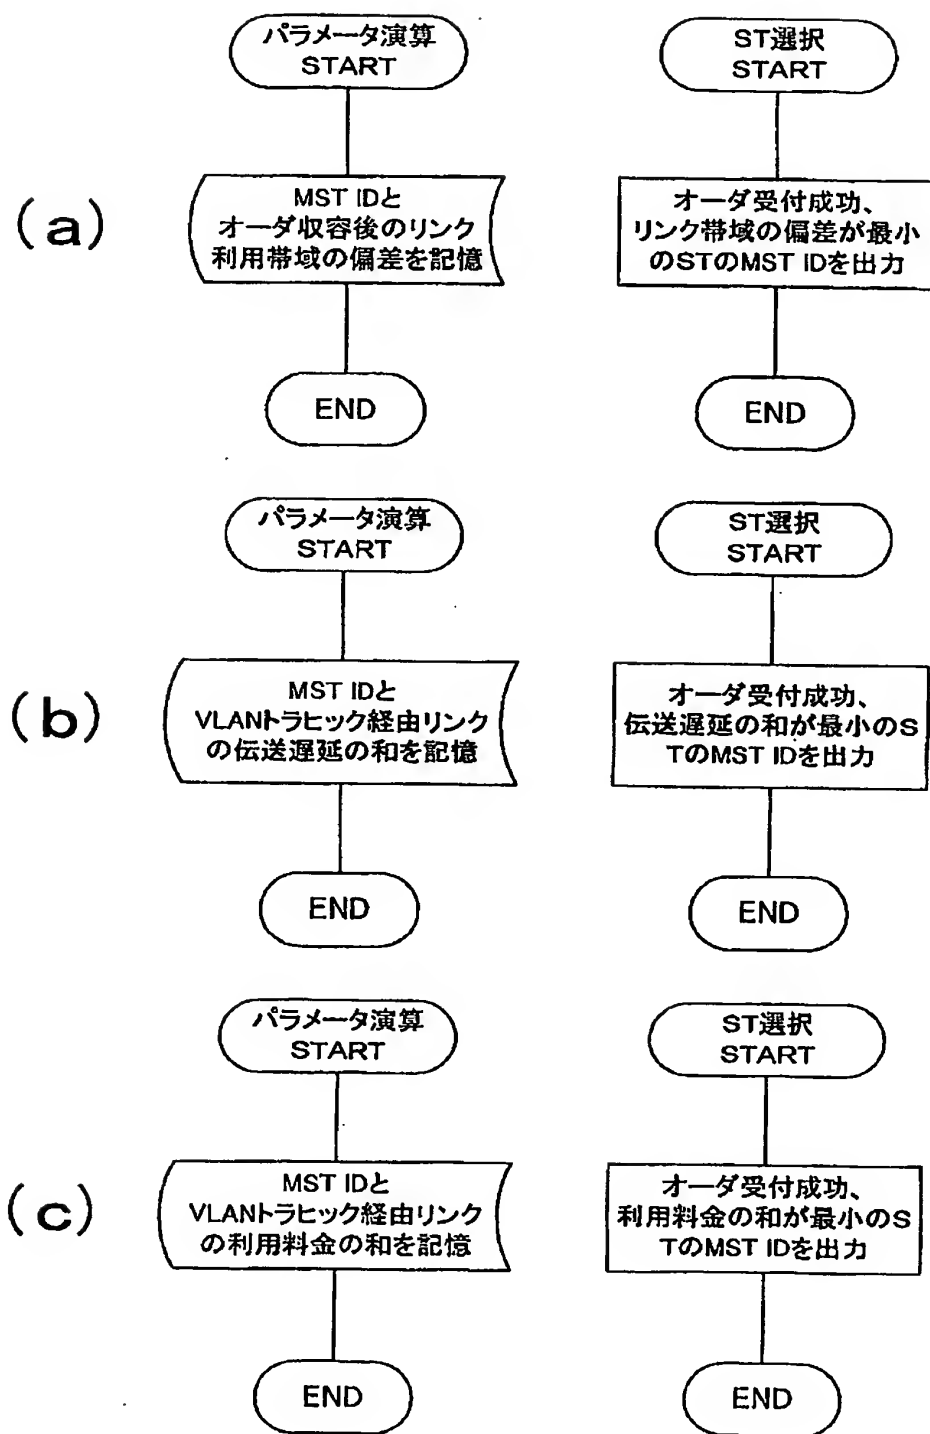 (a)
パラメータ演算
START
MST IDと
オーダ収容後のリンク
利用帯域の偏差を記憶
END
ST選択
START
オーダ受付成功、
リンク帯域の偏差が最小
のSTのMST IDを出力
END
(b)
パラメータ演算
START
MST IDと
VLANトラヒック経由リンク
の伝送遅延の和を記憶
END
ST選択
START
オーダ受付成功、
伝送遅延の和が最小のS
TのMST IDを出力
END
(c)
パラメータ演算
START
MST IDと
VLANトラヒック経由リンク
の利用料金の和を記憶
END
ST選択
START
オーダ受付成功、
利用料金の和が最小のS
TのMST IDを出力
END